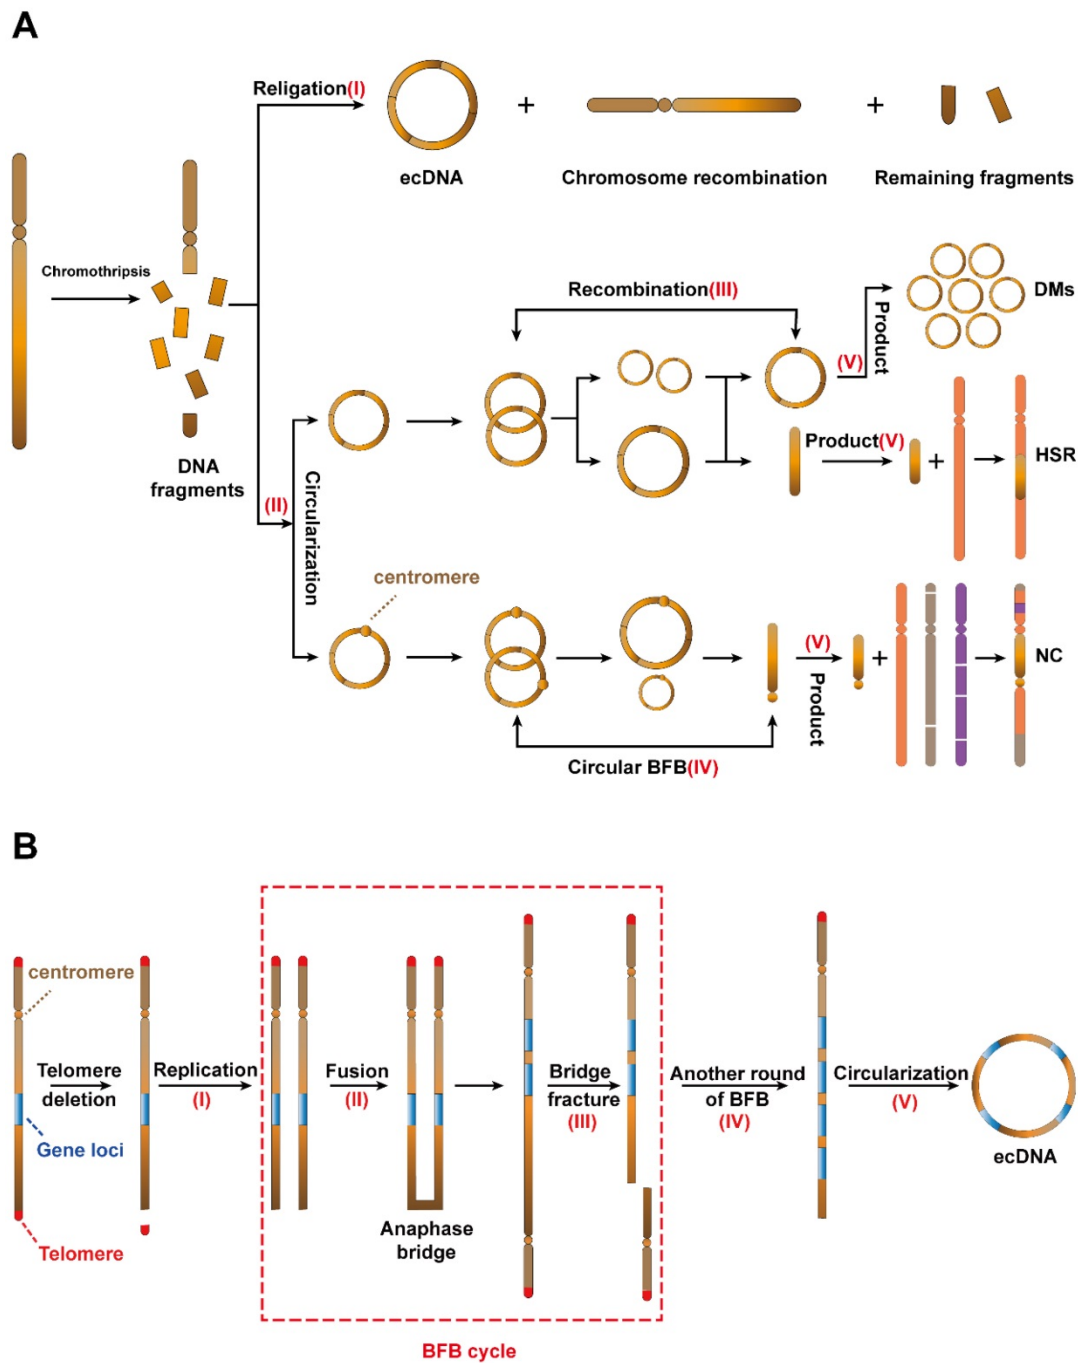 A
Religation(I)
+
+
ecDNA
Chromosome recombination
Remaining fragments
Chromothripsis
DNA
fragments
(II)
Circularization
Recombination(III)
(V)
Product
DMs
Product(V)
+
HSR
centromere
(V)
Product
+
NC
Circular BFB(IV)
B
centromere
Telomere
deletion
Gene loci
Telomere
Replication
(I)
Fusion
(II)
Anaphase
bridge
Bridge
fracture
(III)
Another round
of BFB
(IV)
Circularization
(V)
ecDNA
BFB cycle